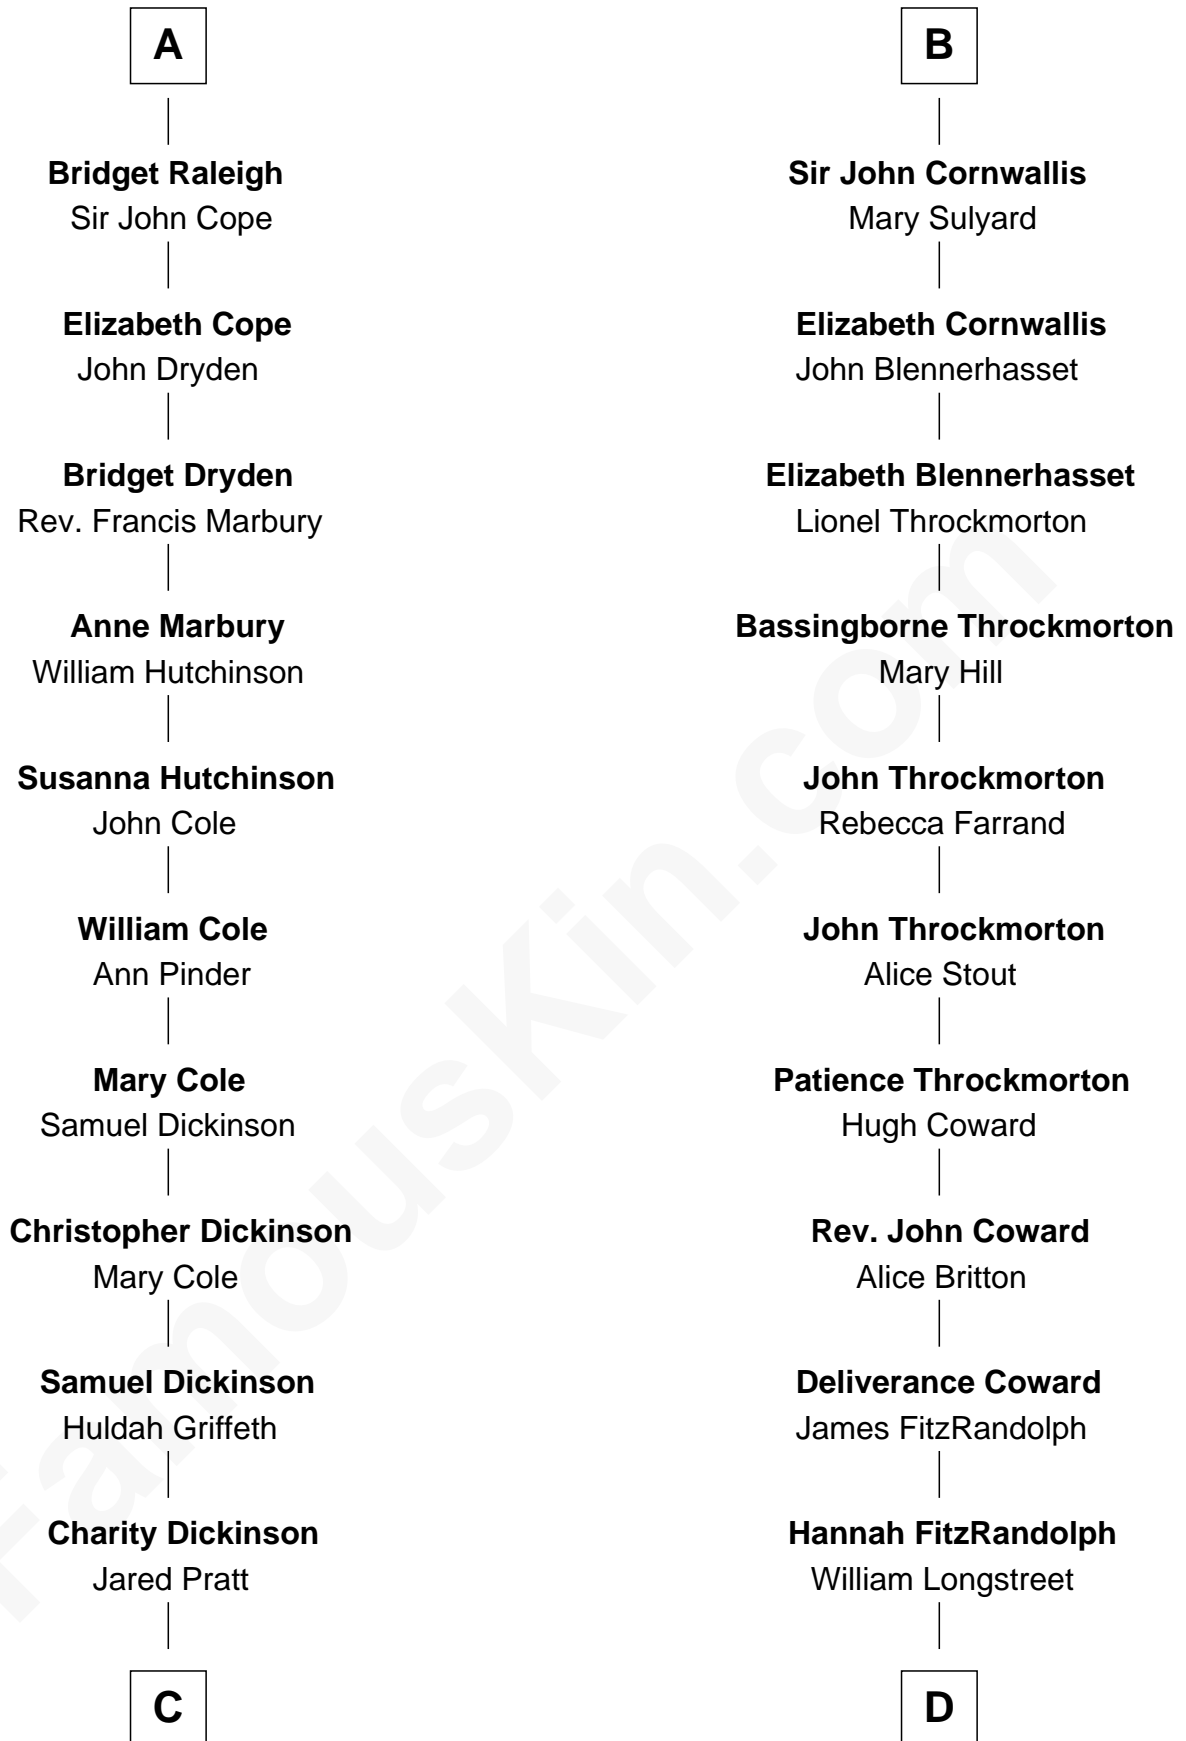 A
Bridget Raleigh
Sir John Cope
Elizabeth Cope
John Dryden
Bridget Dryden
Rev. Francis Marbury
Anne Marbury
William Hutchinson
Susanna Hutchinson
John Cole
William Cole
Ann Pinder
Mary Cole
Samuel Dickinson
Christopher Dickinson
Mary Cole
Samuel Dickinson
Huldah Griffeth
Charity Dickinson
Jared Pratt
C
B
Sir John Cornwallis
Mary Sulyard
Elizabeth Cornwallis
John Blennerhasset
Elizabeth Blennerhasset
Lionel Throckmorton
Bassingborne Throckmorton
Mary Hill
John Throckmorton
Rebecca Farrand
John Throckmorton
Alice Stout
Patience Throckmorton
Hugh Coward
Rev. John Coward
Alice Britton
Deliverance Coward
James FitzRandolph
Hannah FitzRandolph
William Longstreet
D
FamousKin.com